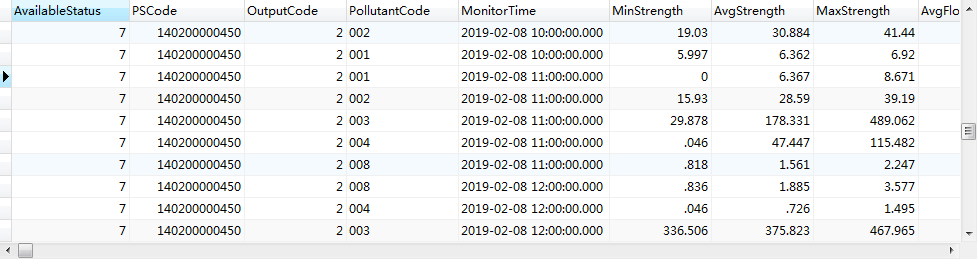 AvailableStatus PSCode OutputCode PollutantCode MonitorTime MinStrength AvgStrength MaxStrength AvgFlo
7 140200000450 2 002 2019-02-08 10:00:00.000 19.03 30.884 41.44
7 140200000450 2 001 2019-02-08 10:00:00.000 5.997 6.362 6.92
7 140200000450 2 001 2019-02-08 11:00:00.000 0 6.367 8.671
7 140200000450 2 002 2019-02-08 11:00:00.000 15.93 28.59 39.19
7 140200000450 2 003 2019-02-08 11:00:00.000 29.878 178.331 489.062
7 140200000450 2 004 2019-02-08 11:00:00.000 .046 47.447 115.482
7 140200000450 2 008 2019-02-08 11:00:00.000 .818 1.561 2.247
7 140200000450 2 008 2019-02-08 12:00:00.000 .836 1.885 3.577
7 140200000450 2 004 2019-02-08 12:00:00.000 .046 .726 1.495
7 140200000450 2 003 2019-02-08 12:00:00.000 336.506 375.823 467.965